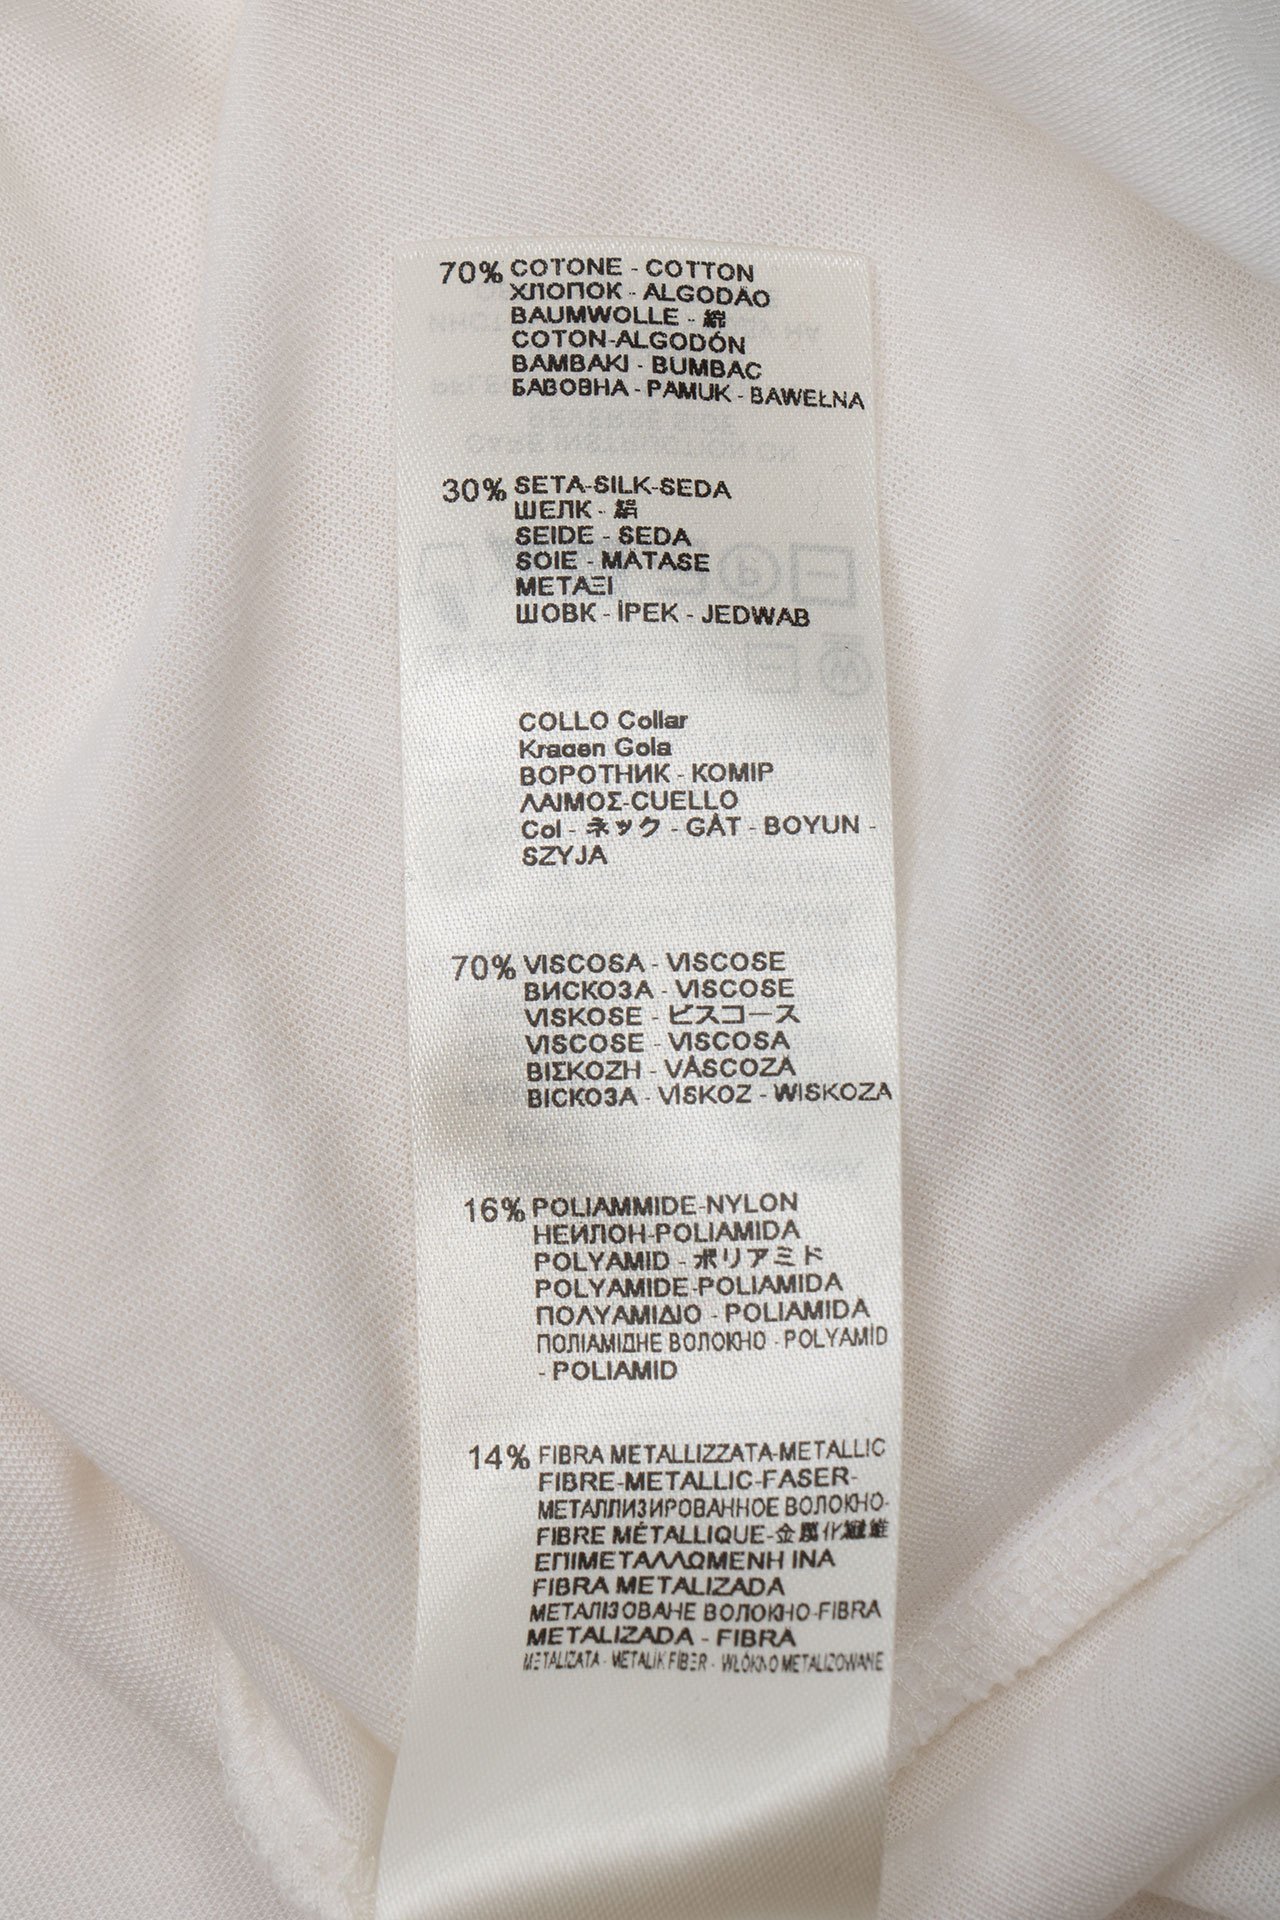 70% COTONE - COTTON
ХЛОПОК - ALGODÃO
BAUMWOLLE - 綿
COTON-ALGODÓN
BAMBAKI - BUMBAC
БАВОВНА - PAMUK - BAWEŁNA
30% SETA-SILK-SEDA
ШЕЛК - 絹
SEIDE - SEDA
SOIE - MĂTASE
ΜΕΤΑΞΙ
ШОВК - İPEK - JEDWAB
COLLO Collar
Kragen Gola
ВОРОТНИК - КОМІР
ΛΑΙΜΟΣ-CUELLO
Col - ネック - GÂT - BOYUN -
SZYJA
70% VISCOSA - VISCOSE
ВИСКОЗА - VISCOSE
VISKOSE - ビスコース
VISCOSE - VISCOSA
ΒΙΣΚΟΖΗ - VÂSCOZA
ВІСКОЗА - VİSKOZ - WISKOZA
16% POLIAMMIDE-NYLON
НЕЙЛОН-POLIAMIDA
POLYAMID - ポリアミド
POLYAMIDE-POLIAMIDA
ΠΟΛΥΑΜΙΔΙΟ - POLIAMIDA
ПОЛІАМІДНЕ ВОЛОКНО - POLYAMİD
- POLIAMID
14% FIBRA METALLIZZATA-METALLIC
FIBRE-METALLIC-FASER-
МЕТАЛЛИЗИРОВАННОЕ ВОЛОКНО-
FIBRE MÉTALLIQUE-金属化繊維
ΕΠΙΜΕΤΑΛΛΩΜΕΝΗ ΙΝΑ
FIBRA METALIZADA
МЕТАЛІЗОВАНЕ ВОЛОКНО-FIBRA
METALIZADA - FIBRA
METALIZATA - METALIK FİBER - WŁÓKNO METALIZOWANE